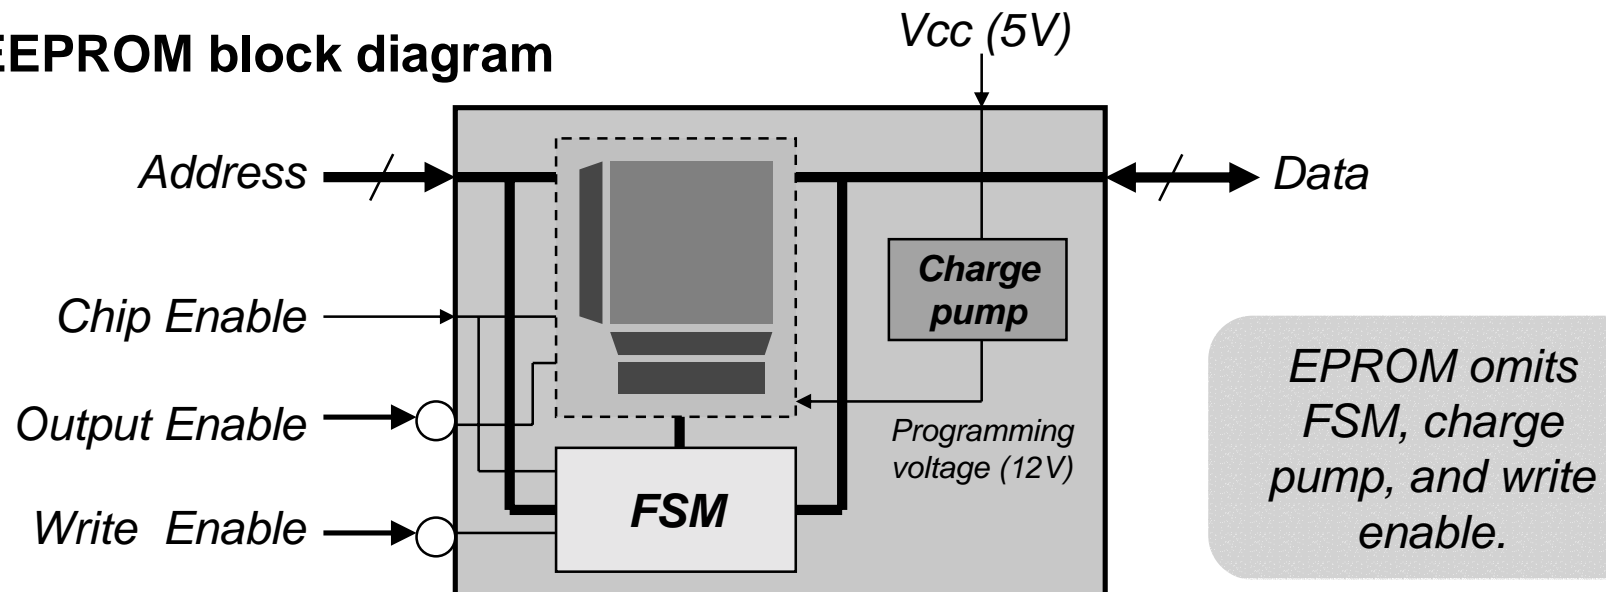 EEPROM block diagram
Vcc (5V)
Address
Data
Charge
pump
Chip Enable
Output Enable
Programming
voltage (12V)
FSM
Write Enable
EPROM omits
FSM, charge
pump, and write
enable.